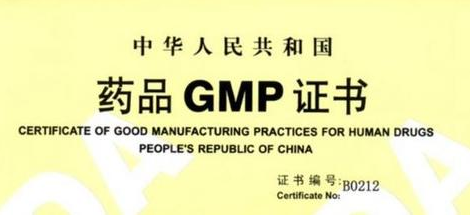 中华人民共和国
药品 GMP 证书
CERTIFICATE OF GOOD MANUFACTURING PRACTICES FOR HUMAN DRUGS
PEOPLE'S REPUBLIC OF CHINA
证书编号:B0212
Certificate No: